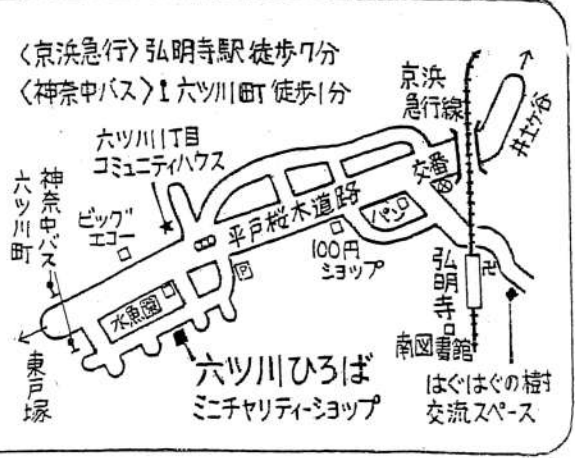 〈京浜急行〉弘明寺駅徒歩7分
〈神奈中バス〉六ツ川町徒歩1分
京浜
急行線
井土ヶ谷
六ツ川1丁目
コミュニティハウス
交番
神奈中バス
六ツ川町
ビッグ
エコー
平戸桜木道路
パン
100円
ショップ
P
弘明寺
卍
水魚園
南図書館
東戸塚
六ツ川ひろば
ミニチャリティーショップ
はぐはぐの樹
交流スペース